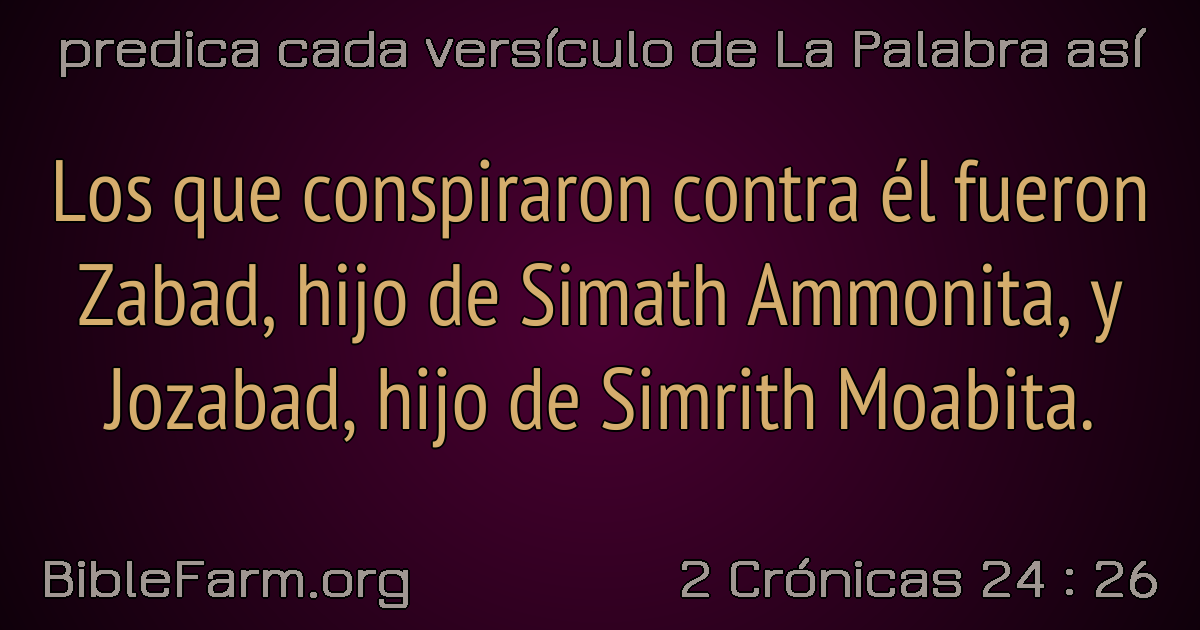 predica cada versículo de La Palabra así
Los que conspiraron contra él fueron
Zabad, hijo de Simath Ammonita, y
Jozabad, hijo de Simrith Moabita.
BibleFarm.org
2 Crónicas 24 : 26